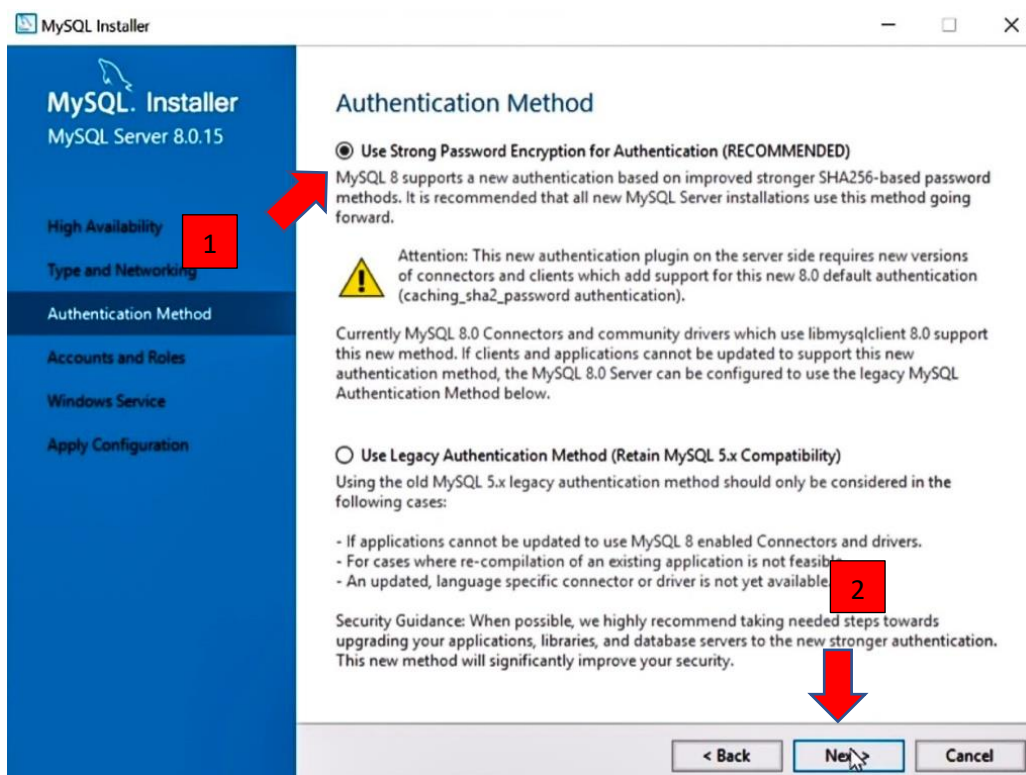 MySQL Installer
MySQL. Installer
MySQL Server 8.0.15
High Availability
1
Type and Networking
Authentication Method
Accounts and Roles
Windows Service
Apply Configuration
Authentication Method
Use Strong Password Encryption for Authentication (RECOMMENDED)
MySQL 8 supports a new authentication based on improved stronger SHA256-based password
methods. It is recommended that all new MySQL Server installations use this method going
forward.
Attention: This new authentication plugin on the server side requires new versions
of connectors and clients which add support for this new 8.0 default authentication
(caching_sha2_password authentication).
Currently MySQL 8.0 Connectors and community drivers which use libmysqlclient 8.0 support
this new method. If clients and applications cannot be updated to support this new
authentication method, the MySQL 8.0 Server can be configured to use the legacy MySQL
Authentication Method below.
Use Legacy Authentication Method (Retain MySQL 5.x Compatibility)
Using the old MySQL 5.x legacy authentication method should only be considered in the
following cases:
- If applications cannot be updated to use MySQL 8 enabled Connectors and drivers.
- For cases where re-compilation of an existing application is not feasible
- An updated, language specific connector or driver is not yet available.
2
Security Guidance: When possible, we highly recommend taking needed steps towards
upgrading your applications, libraries, and database servers to the new stronger authentication.
This new method will significantly improve your security.
< Back
Next >
Cancel